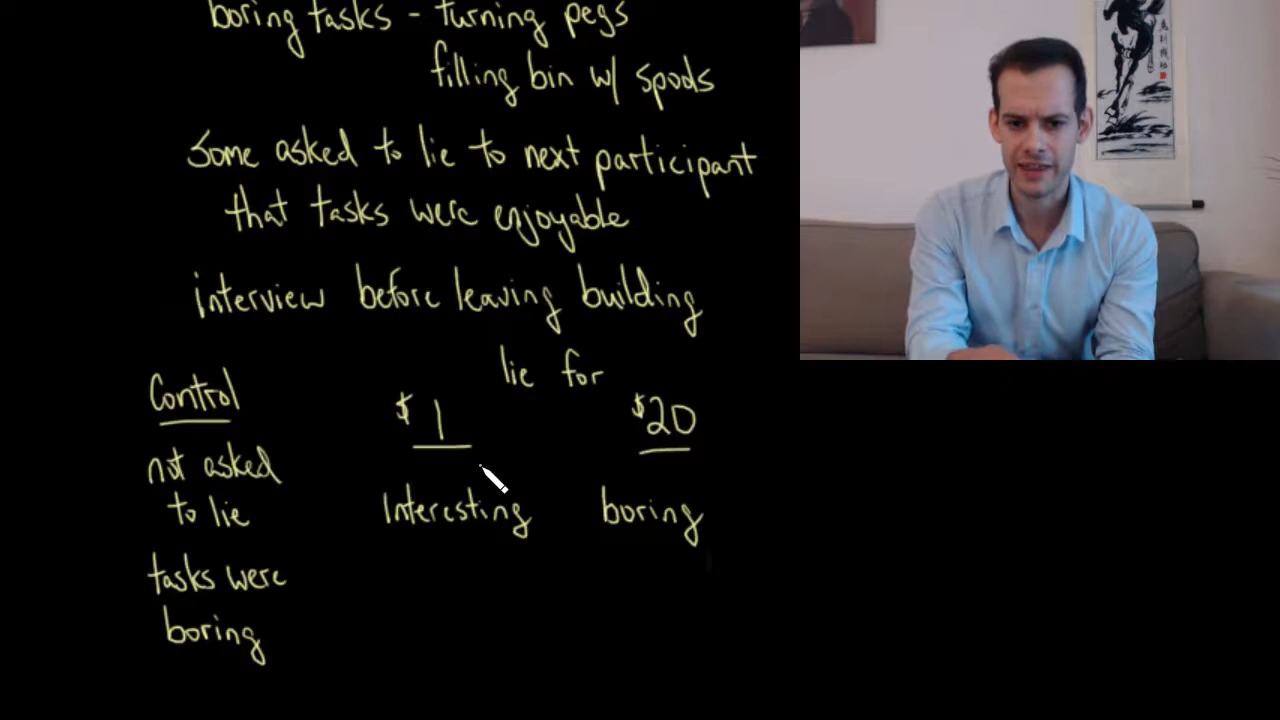 boring tasks - turning pegs
filling bin w/ spods
Some asked to lie to next participant
that tasks were enjoyable
interview before leaving building
lie for
Control $1 $20
not asked
to lie
Interesting boring
tasks were
boring